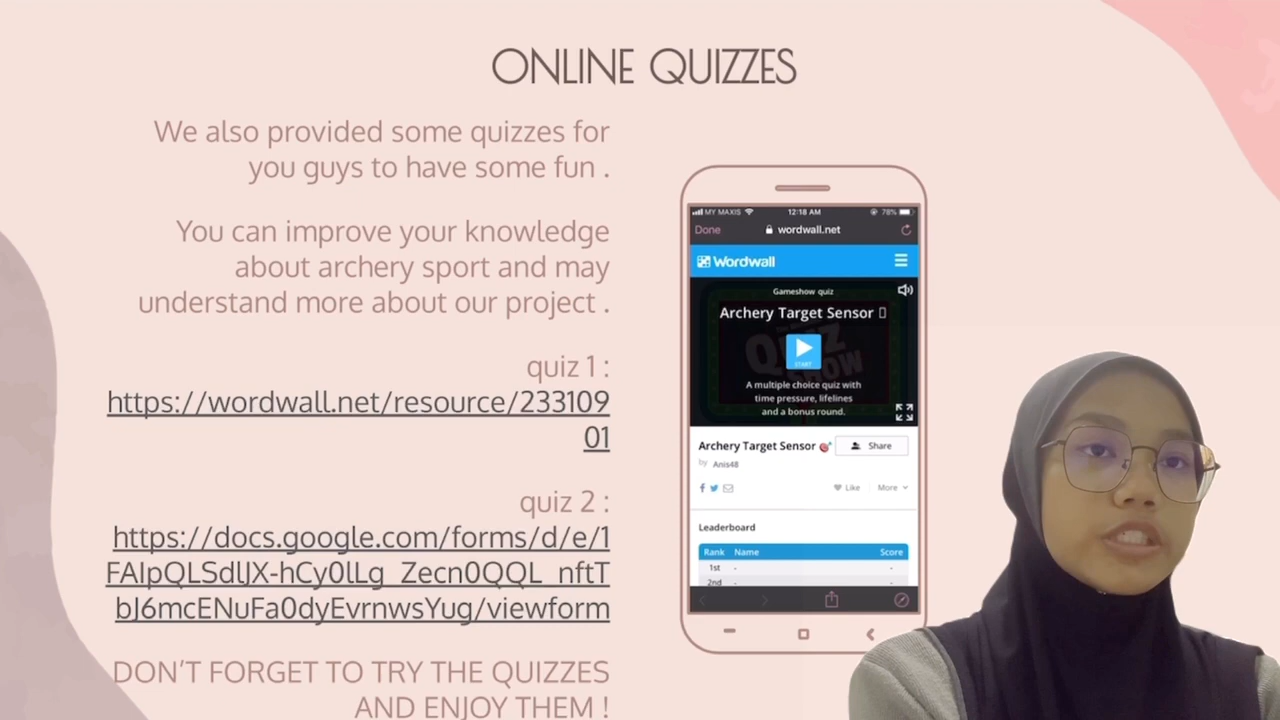 ONLINE QUIZZES
We also provided some quizzes for
you guys to have some fun .
You can improve your knowledge
about archery sport and may
understand more about our project .
quiz 1 :
https://wordwall.net/resource/233109
01
quiz 2 :
https://docs.google.com/forms/d/e/1
FAIpQLSdlJX-hCy0lLg_Zecn0QQL_nftT
bJ6mcENuFa0dyEvrnwsYug/viewform
DON'T FORGET TO TRY THE QUIZZES
AND ENJOY THEM !
MY MAXIS 12:18 AM 78%
Done wordwall.net
Wordwall
Gameshow quiz
Archery Target Sensor
QUIZ SHOW
START
A multiple choice quiz with
time pressure, lifelines
and a bonus round.
Archery Target Sensor Share
by Anis48
Like More
Leaderboard
Rank Name Score
1st - -
2nd -